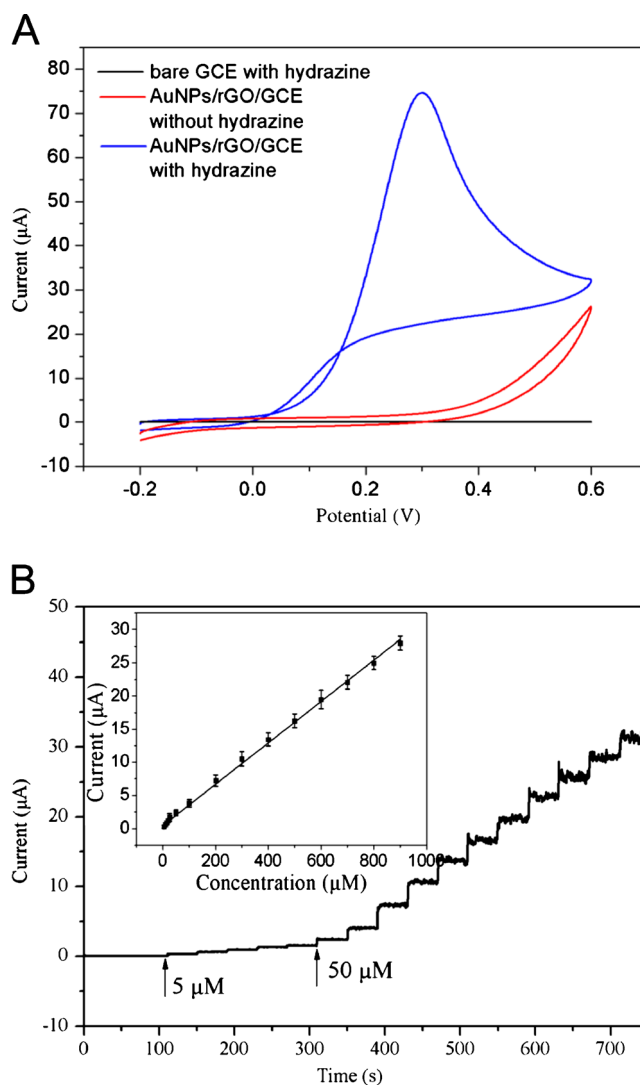 A
80
70
60
50
40
30
20
10
0
-10
Current (µA)
bare GCE with hydrazine
AuNPs/rGO/GCE
without hydrazine
AuNPs/rGO/GCE
with hydrazine
-0.2 0.0 0.2 0.4 0.6
Potential (V)
B
50
40
30
20
10
0
-10
Current (µA)
30
25
20
15
10
5
0
Current (µA)
0 200 400 600 800 1000
Concentration (µM)
5 µM
50 µM
0 100 200 300 400 500 600 700
Time (s)